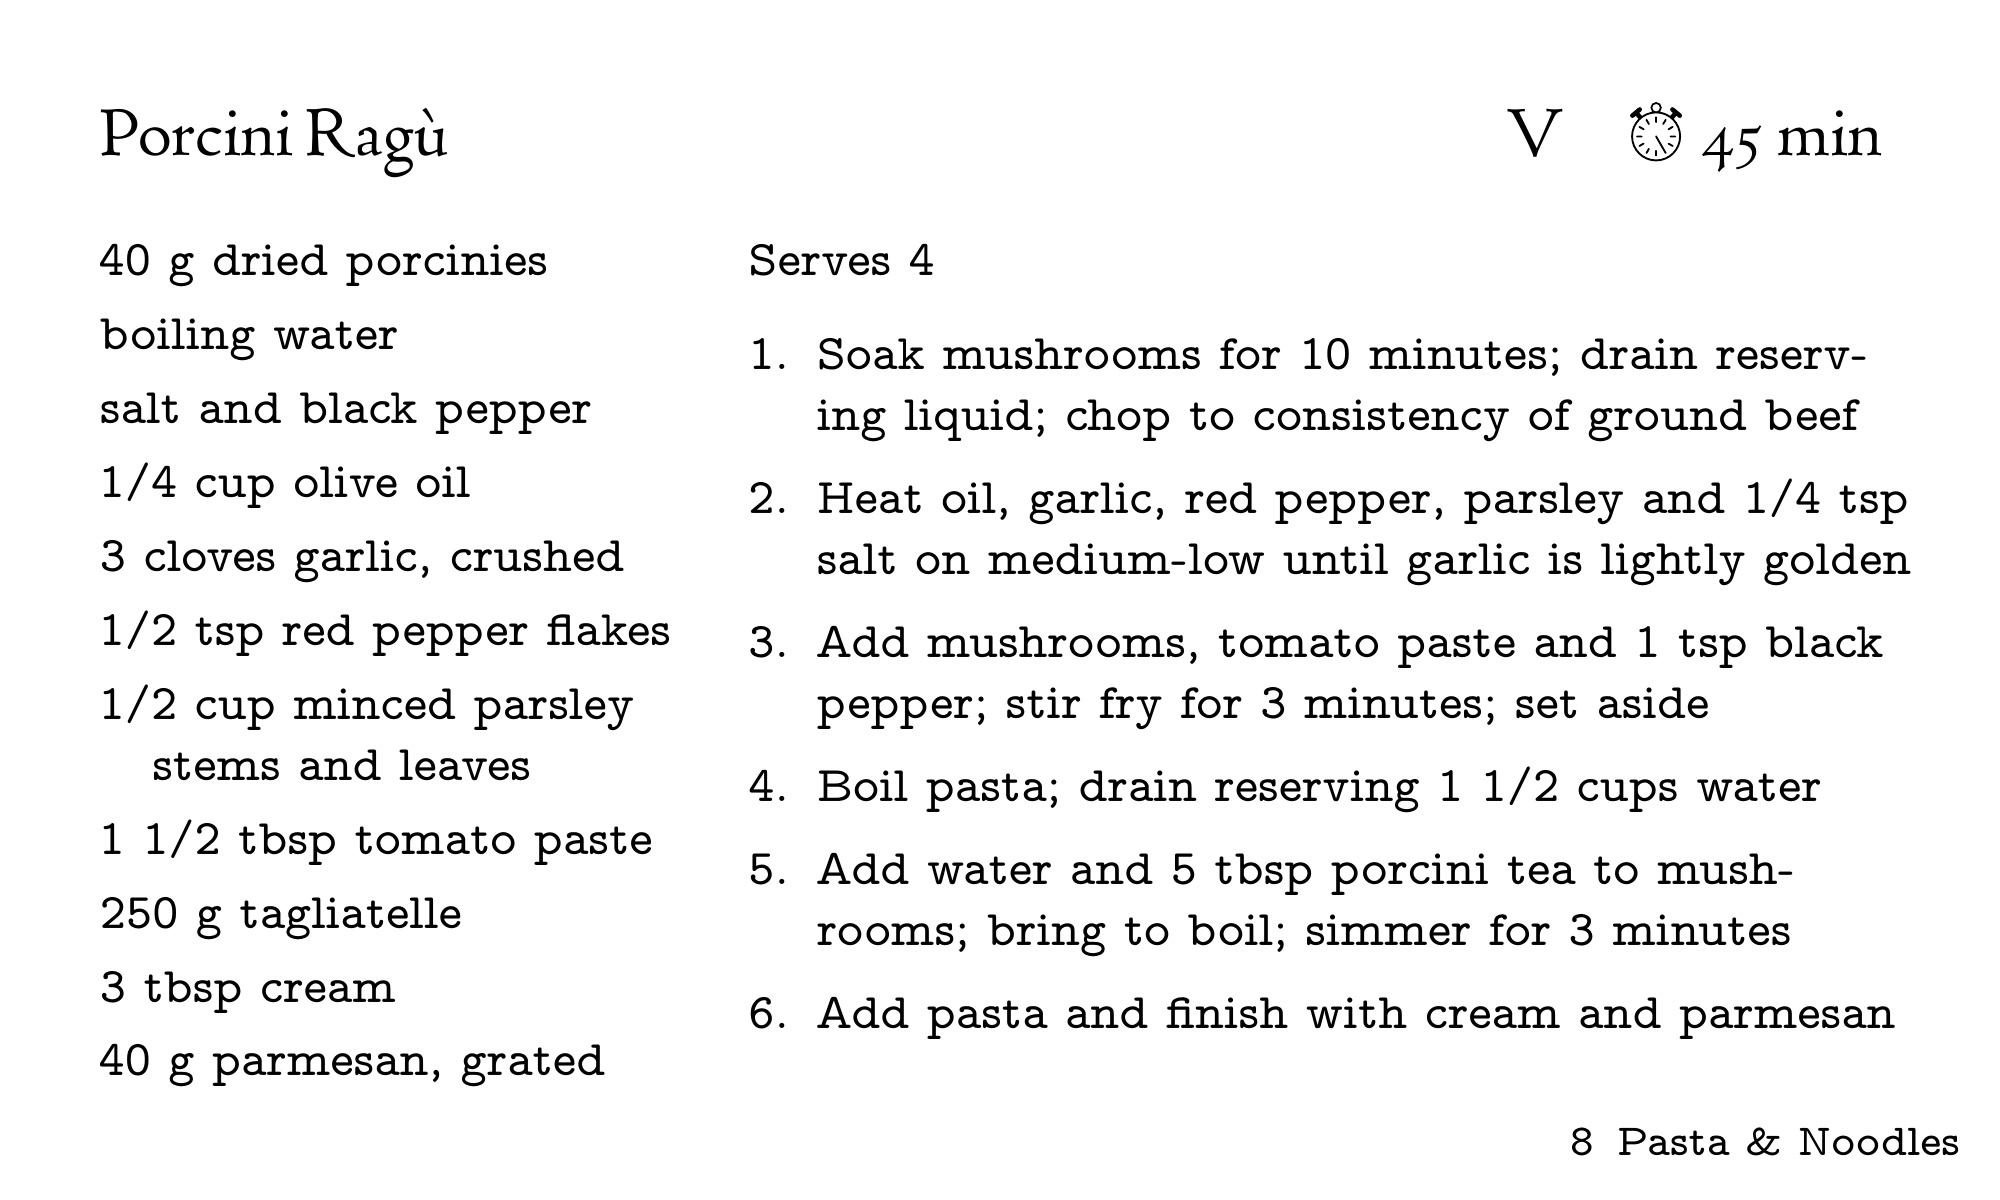 Porcini Ragù
V 45 min
40 g dried porcinies
boiling water
salt and black pepper
1/4 cup olive oil
3 cloves garlic, crushed
1/2 tsp red pepper flakes
1/2 cup minced parsley
stems and leaves
1 1/2 tbsp tomato paste
250 g tagliatelle
3 tbsp cream
40 g parmesan, grated
Serves 4
1. Soak mushrooms for 10 minutes; drain reserv-
ing liquid; chop to consistency of ground beef
2. Heat oil, garlic, red pepper, parsley and 1/4 tsp
salt on medium-low until garlic is lightly golden
3. Add mushrooms, tomato paste and 1 tsp black
pepper; stir fry for 3 minutes; set aside
4. Boil pasta; drain reserving 1 1/2 cups water
5. Add water and 5 tbsp porcini tea to mush-
rooms; bring to boil; simmer for 3 minutes
6. Add pasta and finish with cream and parmesan
8 Pasta & Noodles